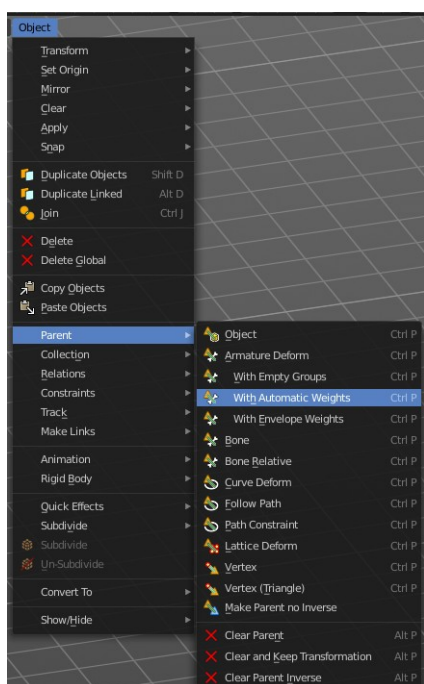 Object
Transform
Set Origin
Mirror
Clear
Apply
Snap
Duplicate Objects Shift D
Duplicate Linked Alt D
Join Ctrl J
Delete
Delete Global
Copy Objects
Paste Objects
Parent
Collection
Relations
Constraints
Track
Make Links
Animation
Rigid Body
Quick Effects
Subdivide
Subdivide
Un-Subdivide
Convert To
Show/Hide
Object Ctrl P
Armature Deform Ctrl P
With Empty Groups Ctrl P
With Automatic Weights Ctrl P
With Envelope Weights Ctrl P
Bone Ctrl P
Bone Relative Ctrl P
Curve Deform Ctrl P
Follow Path Ctrl P
Path Constraint Ctrl P
Lattice Deform Ctrl P
Vertex Ctrl P
Vertex (Triangle) Ctrl P
Make Parent no Inverse
Clear Parent Alt P
Clear and Keep Transformation Alt P
Clear Parent Inverse Alt P